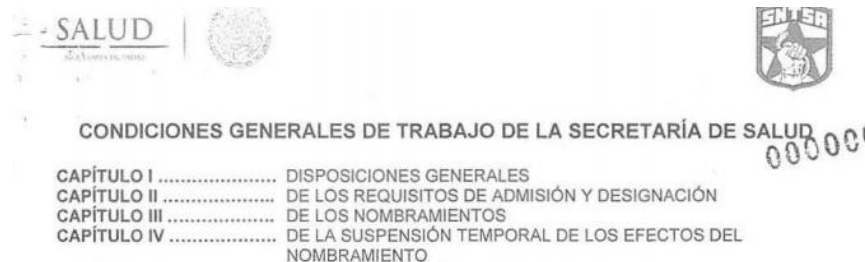 SALUD
SNTSA
CONDICIONES GENERALES DE TRABAJO DE LA SECRETARÍA DE SALUD
CAPÍTULO I ..................... DISPOSICIONES GENERALES
CAPÍTULO II .................... DE LOS REQUISITOS DE ADMISIÓN Y DESIGNACIÓN
CAPÍTULO III ................... DE LOS NOMBRAMIENTOS
CAPÍTULO IV ................... DE LA SUSPENSIÓN TEMPORAL DE LOS EFECTOS DEL
NOMBRAMIENTO